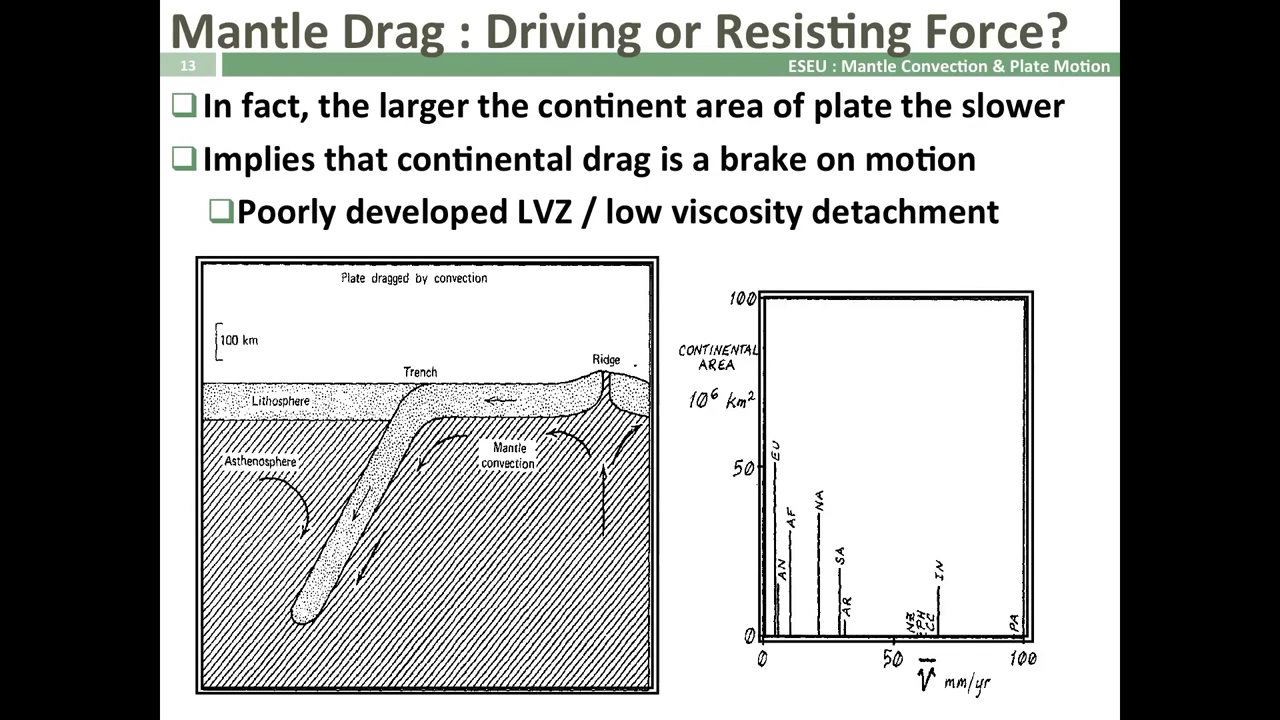 Mantle Drag : Driving or Resisting Force?
13
ESEU : Mantle Convection & Plate Motion
In fact, the larger the continent area of plate the slower
Implies that continental drag is a brake on motion
Poorly developed LVZ / low viscosity detachment
Plate dragged by convection
100 km
Ridge
Trench
Lithosphere
Asthenosphere
Mantle
convection
100
CONTINENTAL
AREA
10⁶ km²
50
0
EU
AN
AF
NA
SA
AR
NZ
PH
CC
IN
PA
0
50
100
V̅ mm/yr